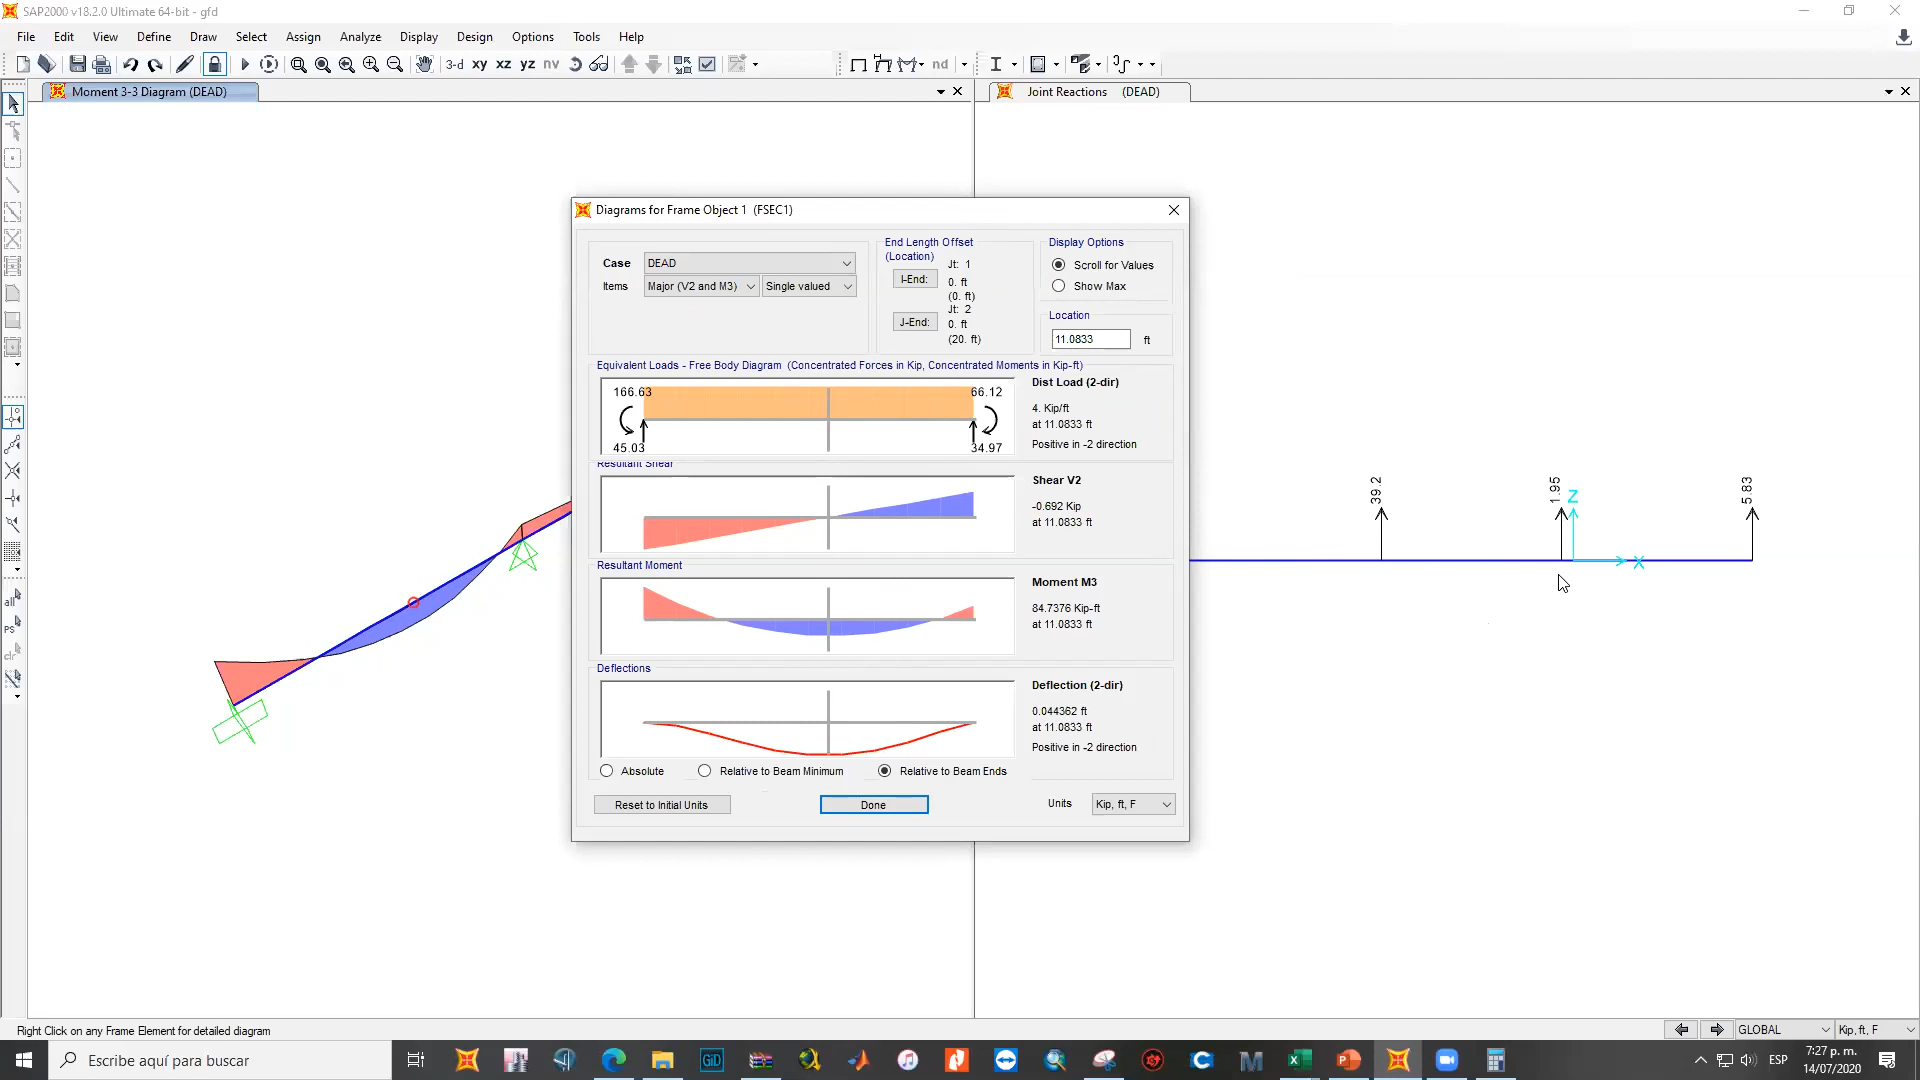 SAP2000 v18.2.0 Ultimate 64-bit - gfd
File Edit View Define Draw Select Assign Analyze Display Design Options Tools Help
3-d xy xz yz nv nd
Moment 3-3 Diagram (DEAD)
Joint Reactions (DEAD)
Diagrams for Frame Object 1 (FSEC1)
Case DEAD
Items Major (V2 and M3) Single valued
End Length Offset
(Location)
Jt: 1
I-End:
0. ft
(0. ft)
Jt: 2
J-End:
0. ft
(20. ft)
Display Options
Scroll for Values
Show Max
Location
11.0833 ft
Equivalent Loads - Free Body Diagram (Concentrated Forces in Kip, Concentrated Moments in Kip-ft)
166.63 66.12
45.03 34.97
Dist Load (2-dir)
4. Kip/ft
at 11.0833 ft
Positive in -2 direction
Resultant Shear
Shear V2
-0.692 Kip
at 11.0833 ft
Resultant Moment
Moment M3
84.7376 Kip-ft
at 11.0833 ft
Deflections
Deflection (2-dir)
0.044362 ft
at 11.0833 ft
Positive in -2 direction
Absolute Relative to Beam Minimum Relative to Beam Ends
Reset to Initial Units Done Units Kip, ft, F
39.2
1.95
5.83
Z
X
all
PS
clr
Right Click on any Frame Element for detailed diagram
GLOBAL Kip, ft, F
Escribe aquí para buscar
GiD
ESP
7:27 p. m.
14/07/2020